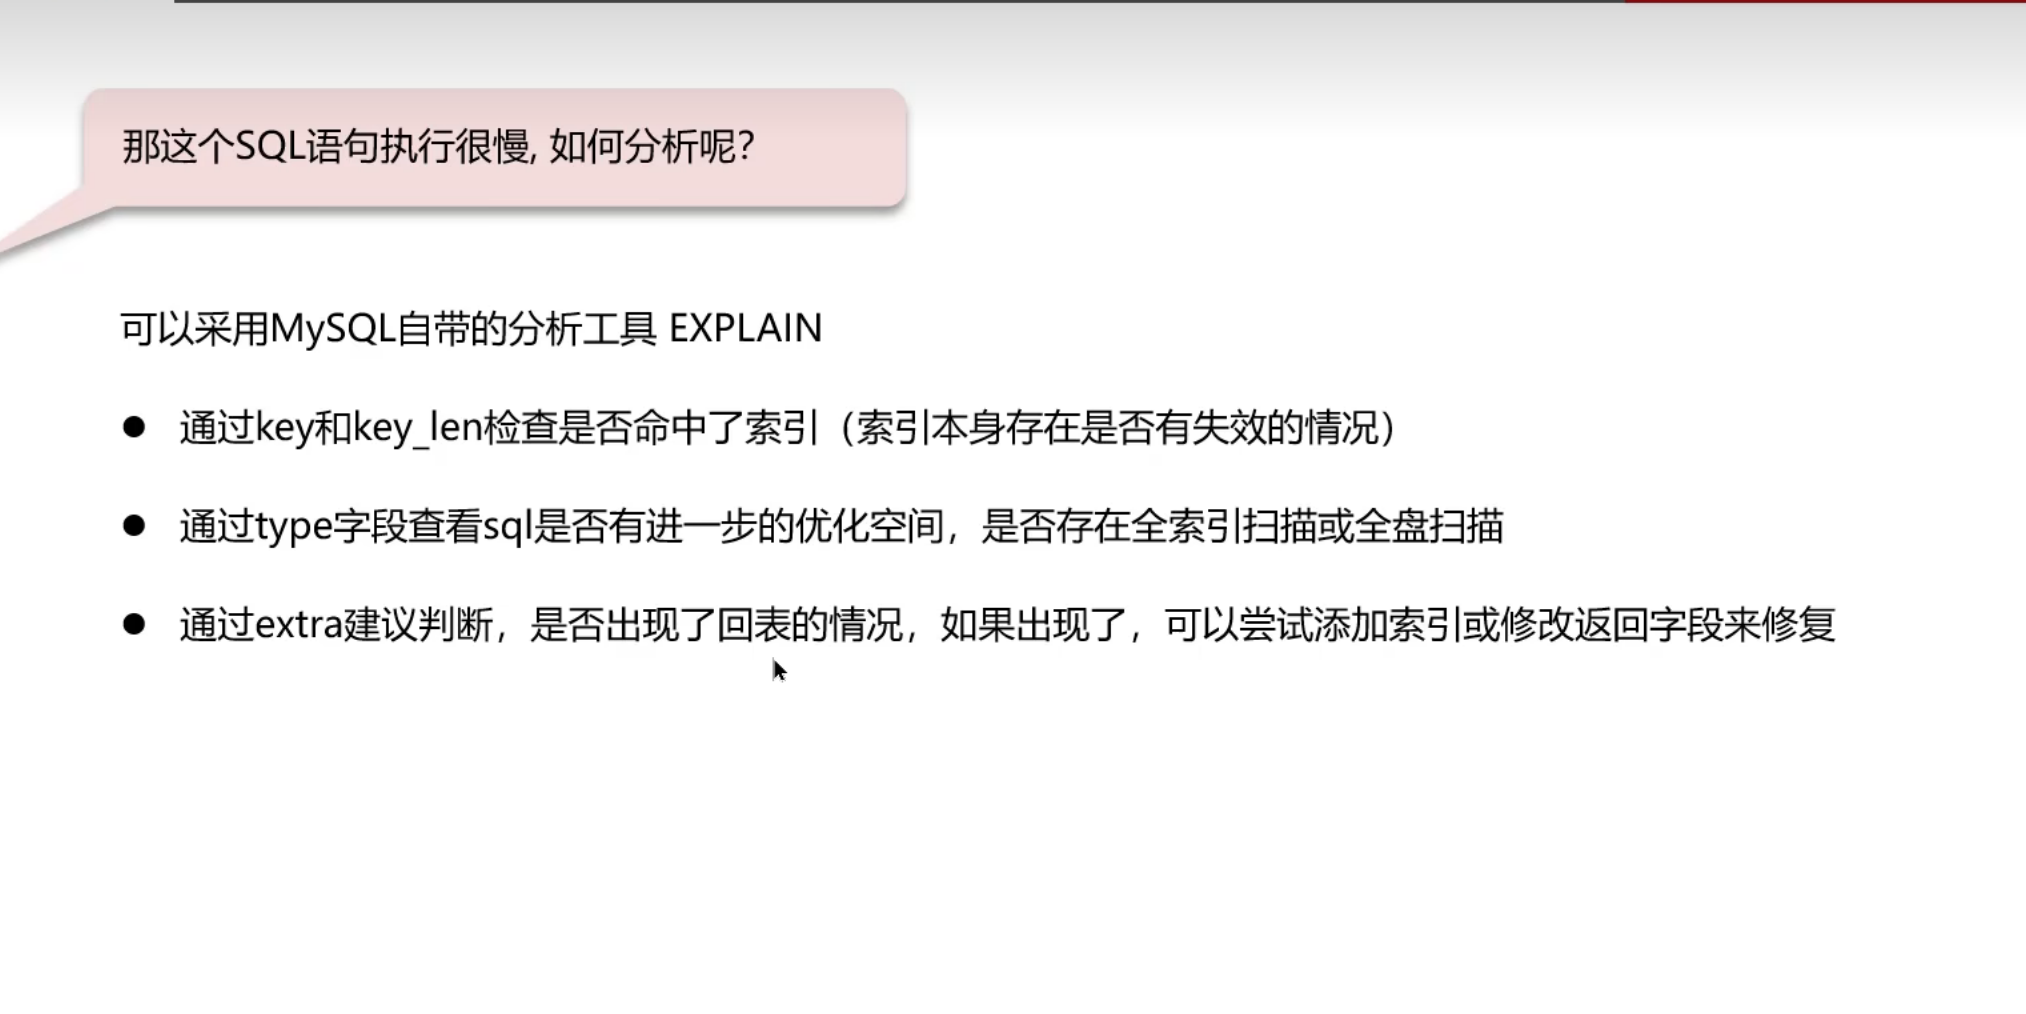 那这个SQL语句执行很慢, 如何分析呢?
可以采用MySQL自带的分析工具 EXPLAIN
● 通过key和key_len检查是否命中了索引（索引本身存在是否有失效的情况）
● 通过type字段查看sql是否有进一步的优化空间，是否存在全索引扫描或全盘扫描
● 通过extra建议判断，是否出现了回表的情况，如果出现了，可以尝试添加索引或修改返回字段来修复